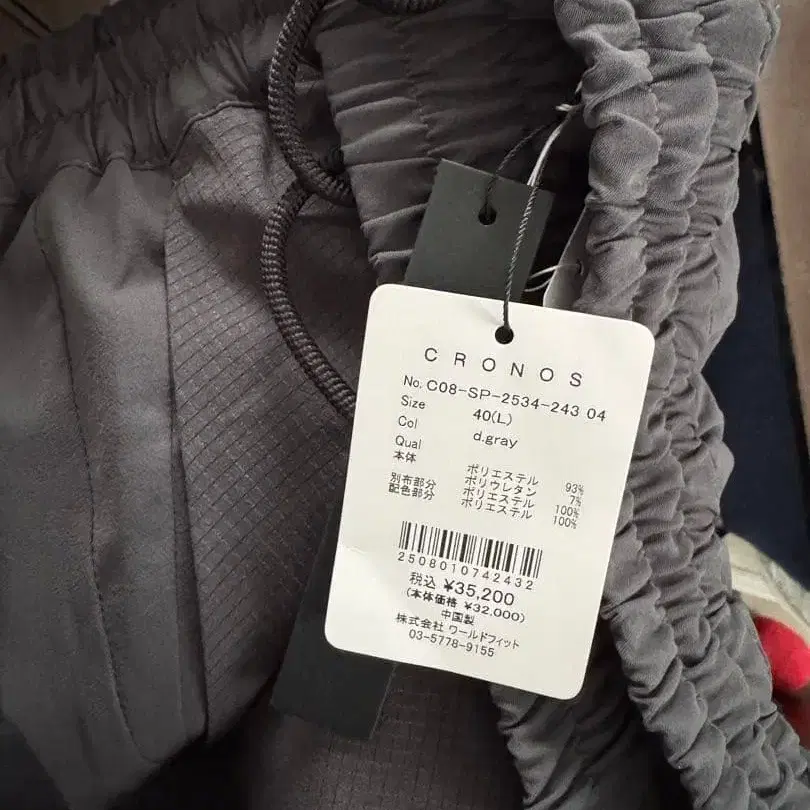 CRONOS
No. C08-SP-2534-243 04
Size 40(L)
Col d.gray
Qual
本体 ポリエステル 93%
ポリウレタン 7%
別布部分 ポリエステル 100%
配色部分 ポリエステル 100%
2508010742432
税込 ¥35,200
(本体価格 ¥32,000)
中国製
株式会社 ワールドフィット
03-5778-9155